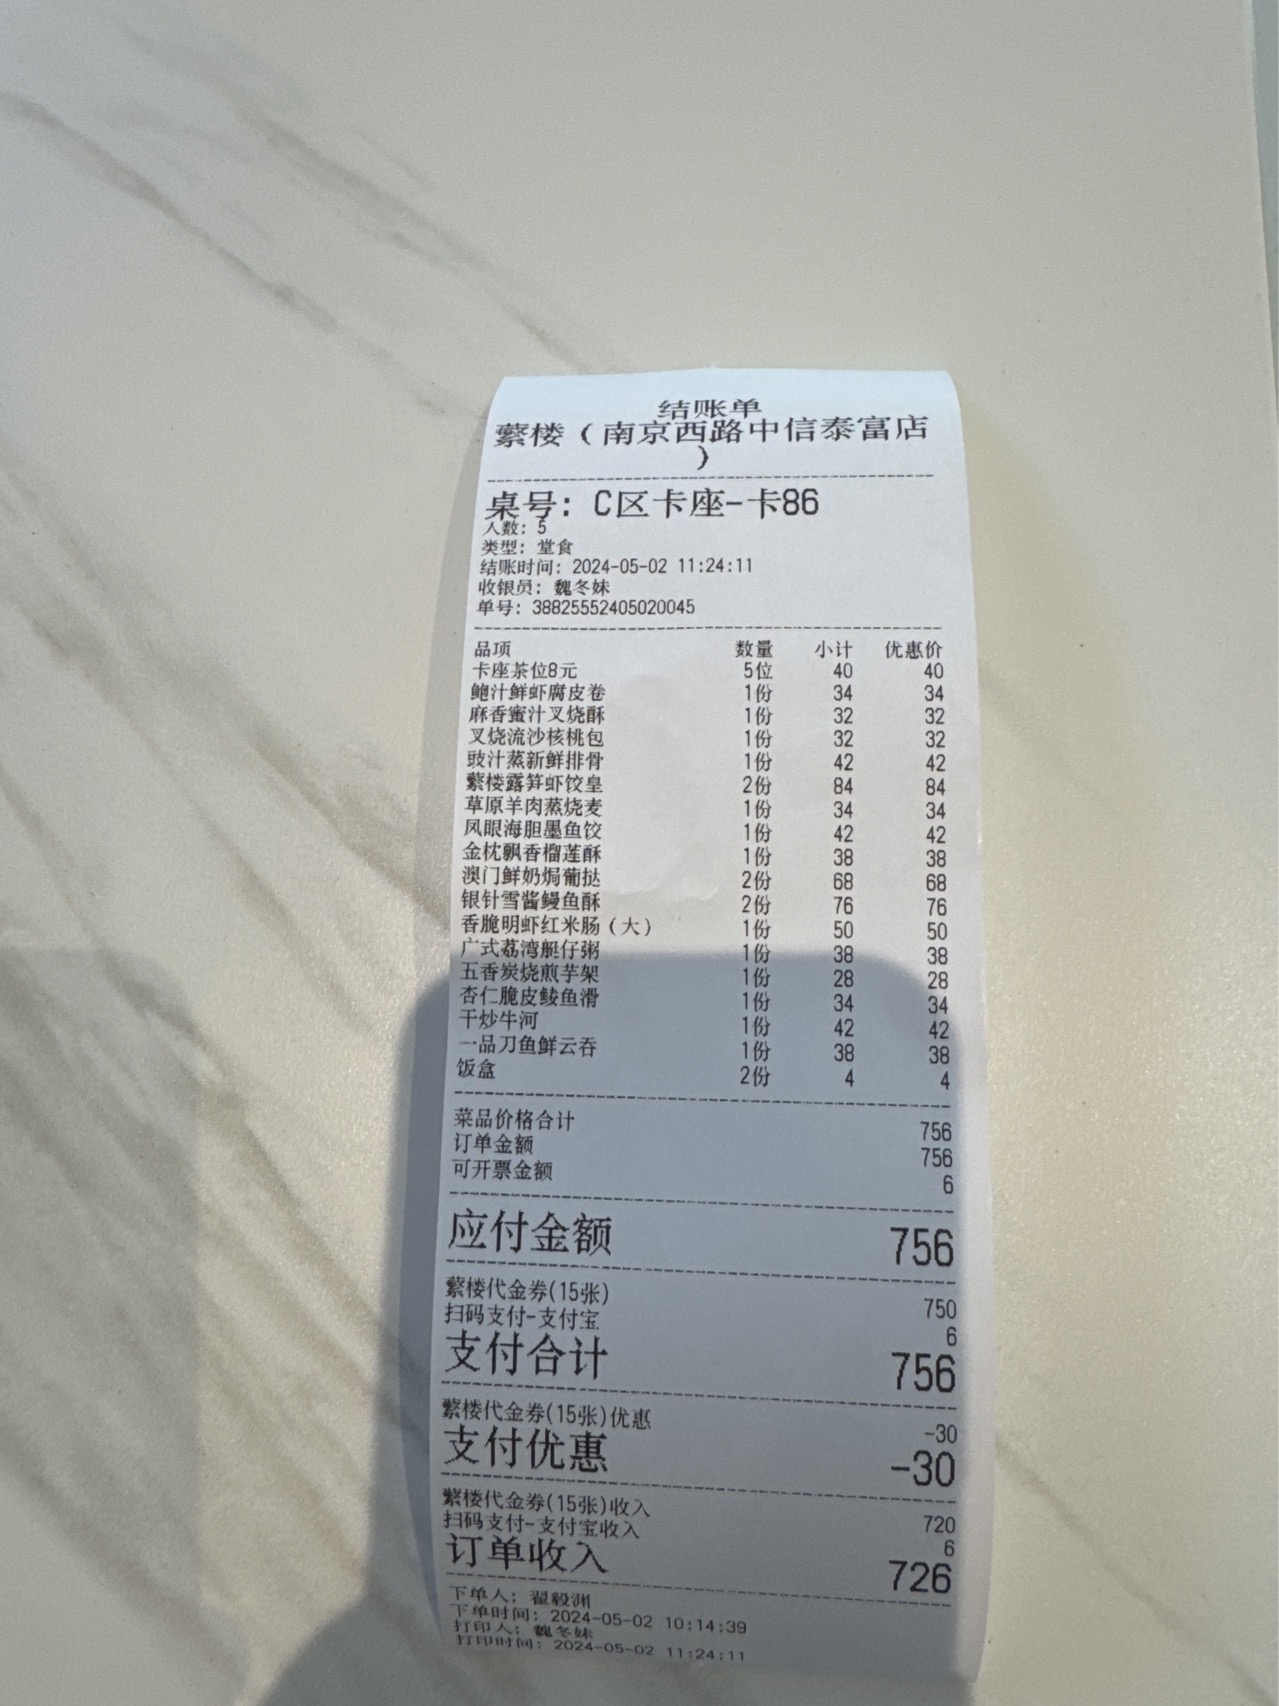 结账单
蘩楼（南京西路中信泰富店
）
桌号: C区卡座-卡86
人数: 5
类型: 堂食
结账时间: 2024-05-02 11:24:11
收银员: 魏冬妹
单号: 38825552405020045
品项 数量 小计 优惠价
卡座茶位8元 5位 40 40
鲍汁鲜虾腐皮卷 1份 34 34
麻香蜜汁叉烧酥 1份 32 32
叉烧流沙核桃包 1份 32 32
豉汁蒸新鲜排骨 1份 42 42
蘩楼露笋虾饺皇 2份 84 84
草原羊肉蒸烧麦 1份 34 34
凤眼海胆墨鱼饺 1份 42 42
金枕飘香榴莲酥 1份 38 38
澳门鲜奶焗葡挞 2份 68 68
银针雪酱鳗鱼酥 2份 76 76
香脆明虾红米肠（大） 1份 50 50
广式荔湾艇仔粥 1份 38 38
五香炭烧煎芋架 1份 28 28
杏仁脆皮鲮鱼滑 1份 34 34
干炒牛河 1份 42 42
一品刀鱼鲜云吞 1份 38 38
饭盒 2份 4 4
菜品价格合计 756
订单金额 756
可开票金额 6
应付金额 756
蘩楼代金券(15张) 750
扫码支付-支付宝 6
支付合计 756
蘩楼代金券(15张)优惠 -30
支付优惠 -30
蘩楼代金券(15张)收入 720
扫码支付-支付宝收入 6
订单收入 726
下单人: 翟毅渊
下单时间: 2024-05-02 10:14:39
打印人: 魏冬妹
打印时间: 2024-05-02 11:24:11